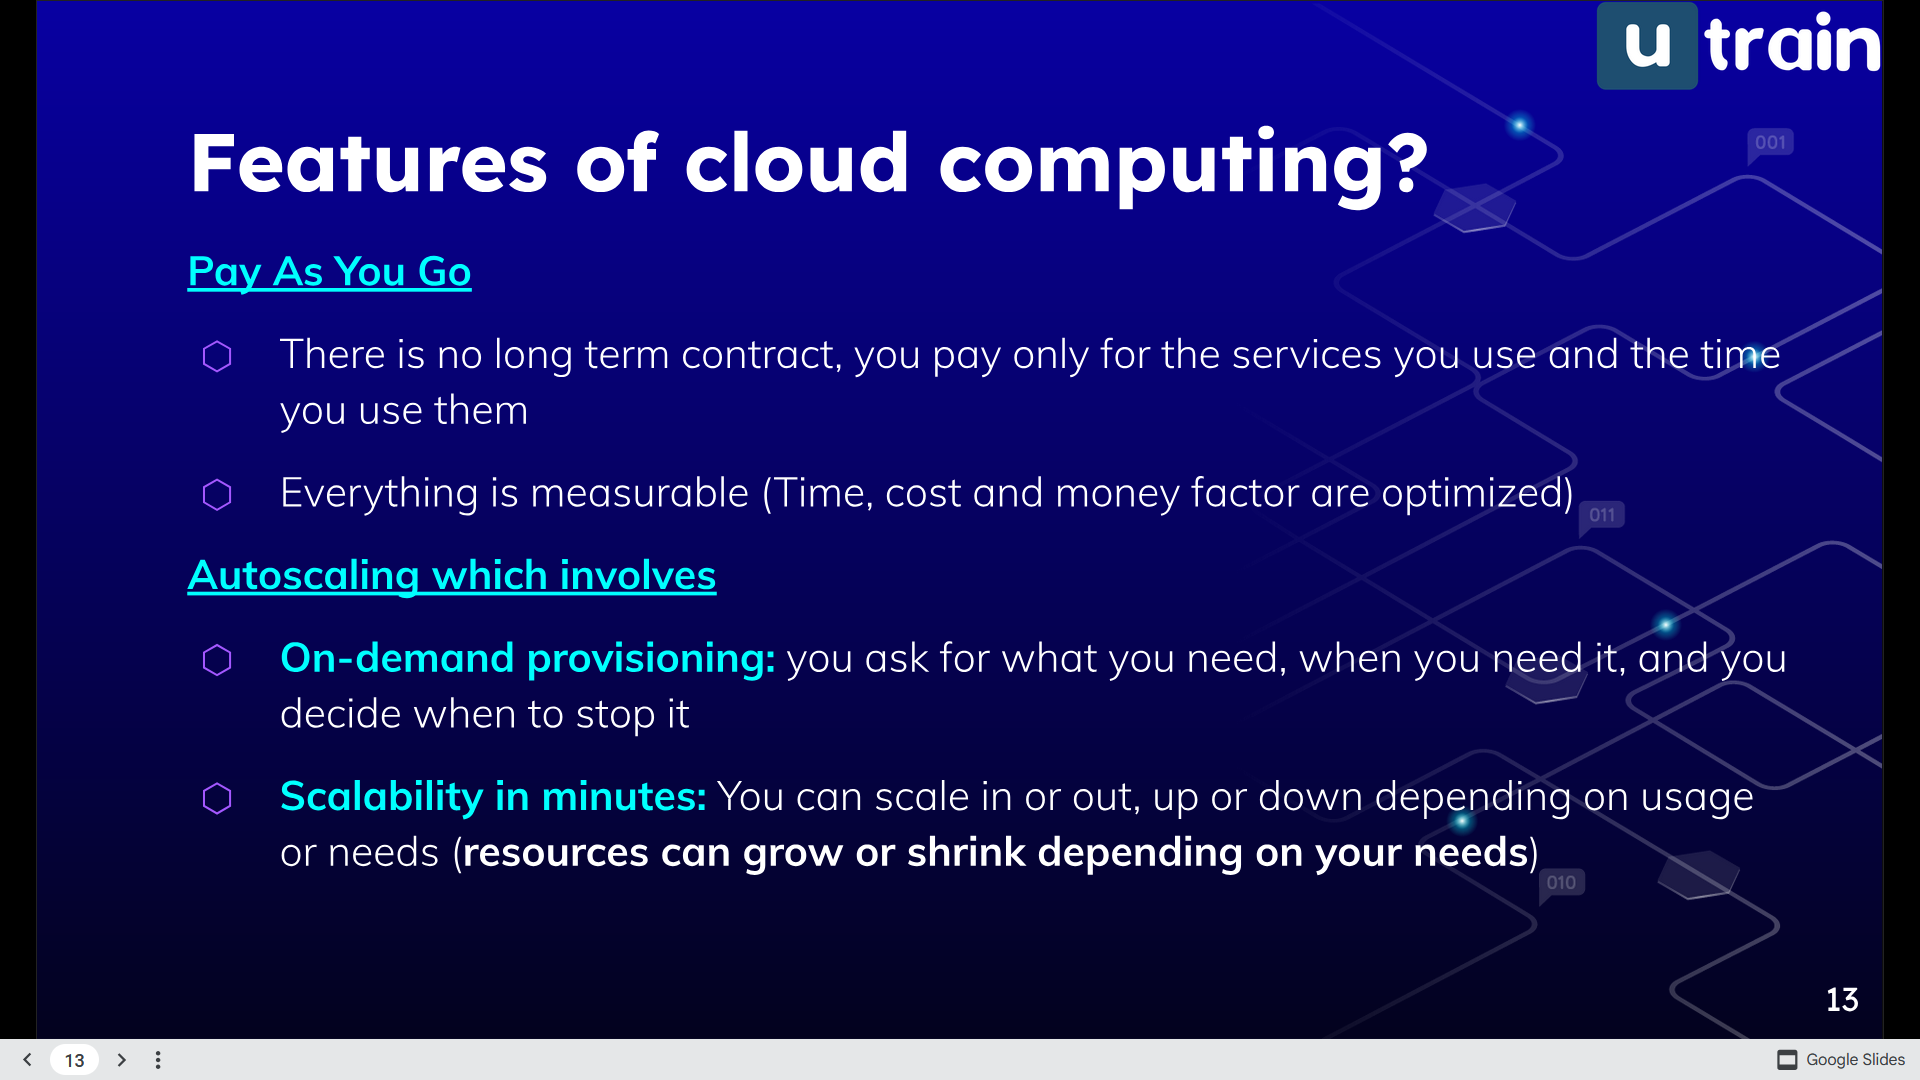 u train
001
Features of cloud computing?
Pay As You Go
There is no long term contract, you pay only for the services you use and the time
you use them
Everything is measurable (Time, cost and money factor are optimized)
011
Autoscaling which involves
On-demand provisioning: you ask for what you need, when you need it, and you
decide when to stop it
Scalability in minutes: You can scale in or out, up or down depending on usage
or needs (resources can grow or shrink depending on your needs)
010
13
13
Google Slides